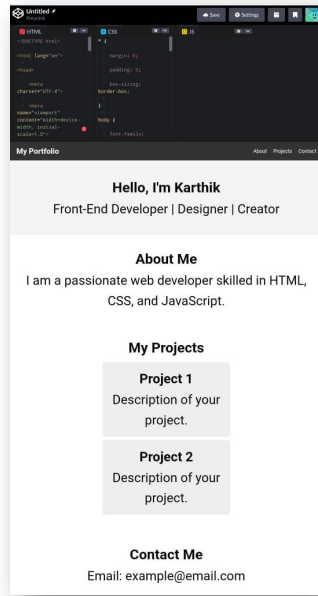 Untitled
PHKarthik
Save
Settings
HTML
CSS
JS
<!DOCTYPE html>
<html lang="en">
<head>
<meta
charset="UTF-8">
<meta
name="viewport"
content="width=device-
width, initial-
scale=1.0">
* {
margin: 0;
padding: 0;
box-sizing:
border-box;
}
body {
font-family:
My Portfolio
About Projects Contact
Hello, I'm Karthik
Front-End Developer | Designer | Creator
About Me
I am a passionate web developer skilled in HTML,
CSS, and JavaScript.
My Projects
Project 1
Description of your
project.
Project 2
Description of your
project.
Contact Me
Email: example@email.com